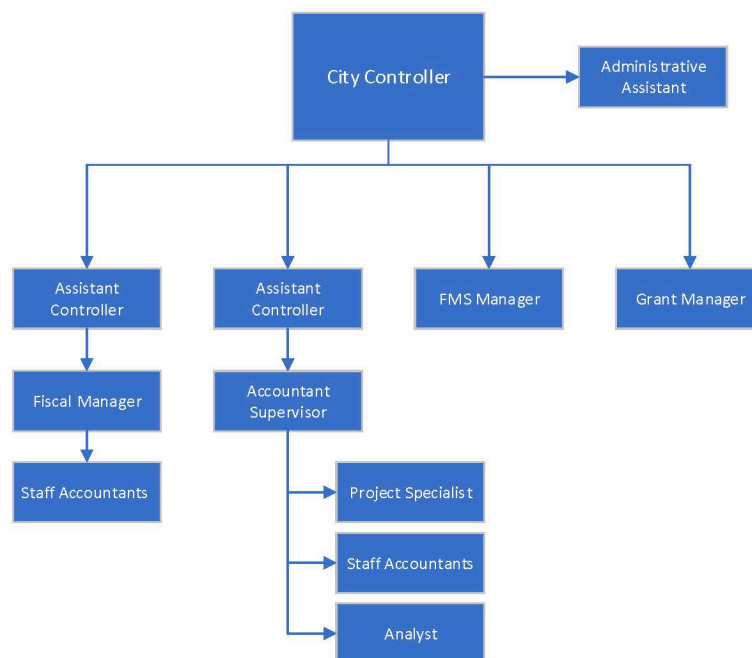 City Controller
Administrative
Assistant
Assistant
Controller
Assistant
Controller
FMS Manager
Grant Manager
Fiscal Manager
Accountant
Supervisor
Staff Accountants
Project Specialist
Staff Accountants
Analyst